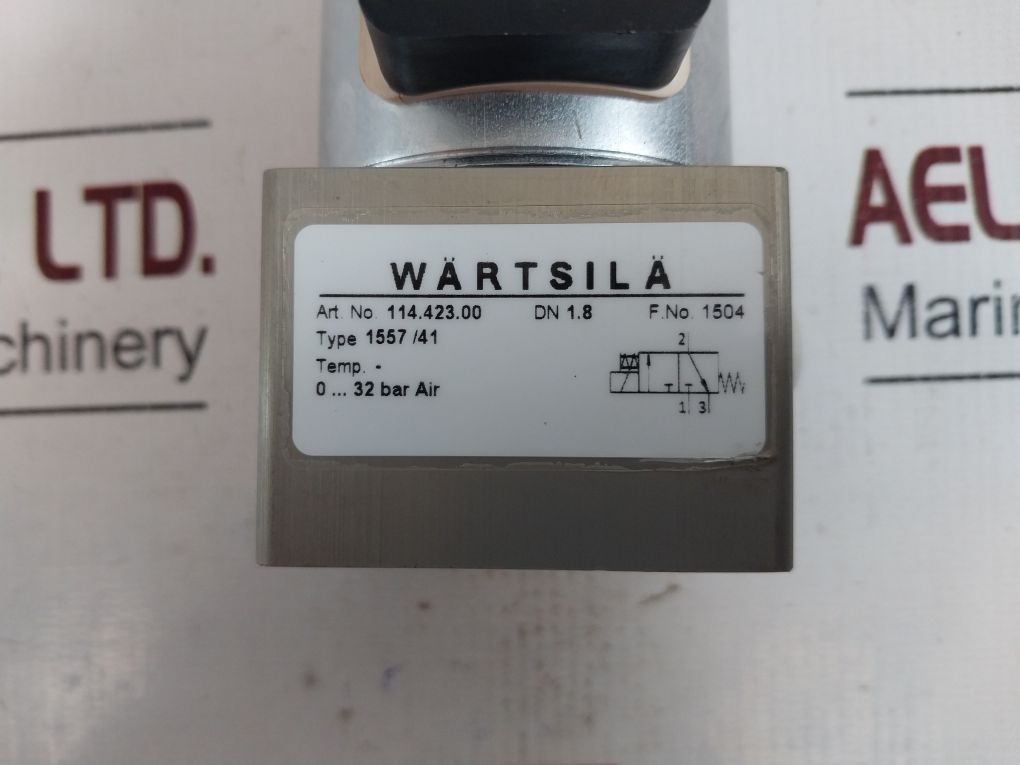 LTD.
chinery
AEL
Marin
WÄRTSILÄ
Art. No. 114.423.00 DN 1.8 F.No. 1504
Type 1557 /41
Temp. -
0 ... 32 bar Air
2
1 3